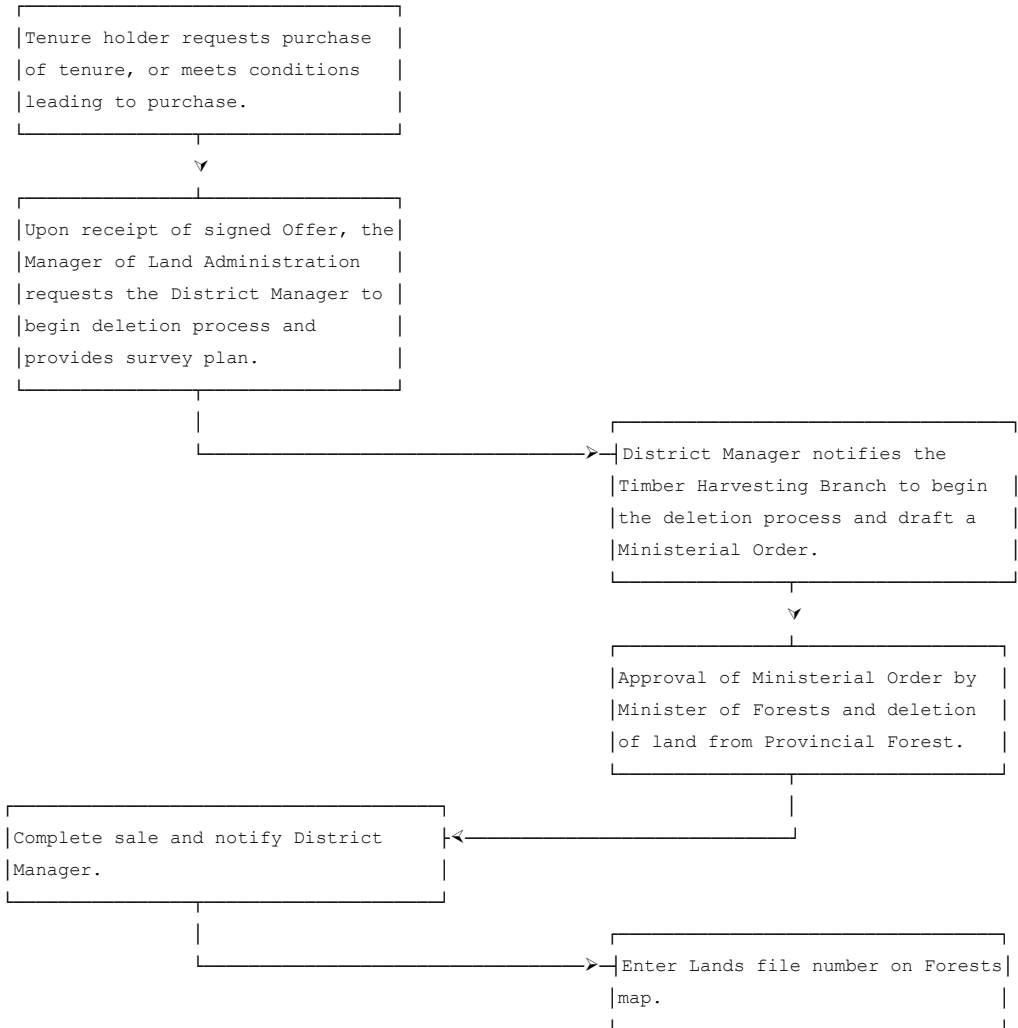 Tenure holder requests purchase
of tenure, or meets conditions
leading to purchase.
Upon receipt of signed Offer, the
Manager of Land Administration
requests the District Manager to
begin deletion process and
provides survey plan.
District Manager notifies the
Timber Harvesting Branch to begin
the deletion process and draft a
Ministerial Order.
Approval of Ministerial Order by
Minister of Forests and deletion
of land from Provincial Forest.
Complete sale and notify District
Manager.
Enter Lands file number on Forests
map.